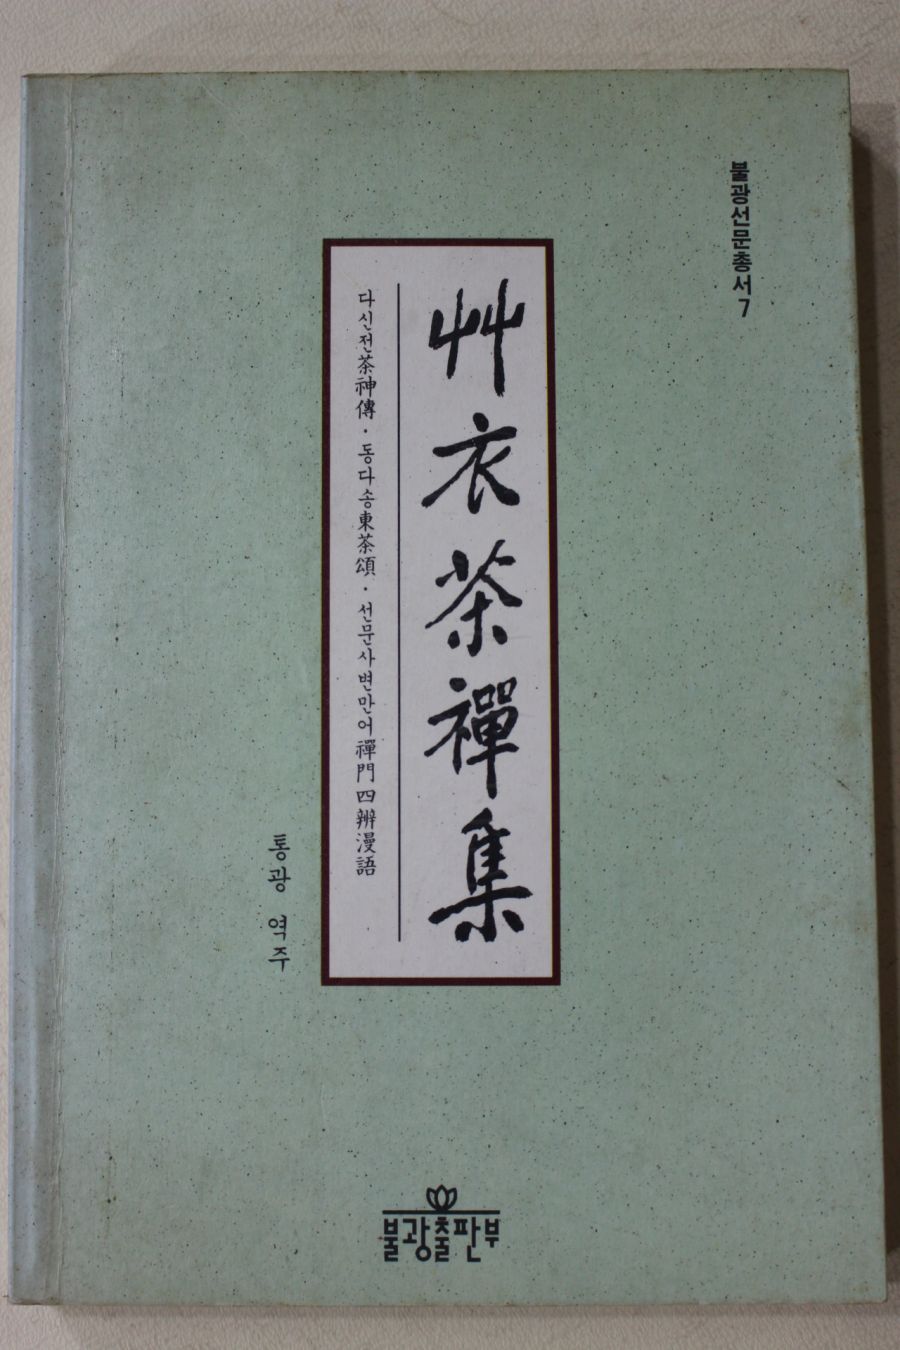 불광선문총서 7
艸衣茶禪集
다신전茶神傳·동다송東茶頌·선문사변만어禪門四辨漫語
통광 역주
불광출판부